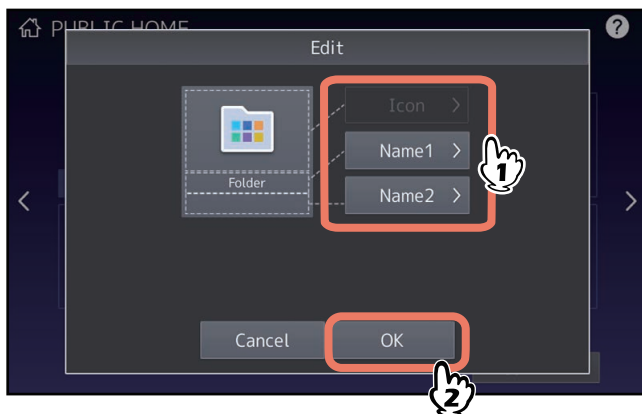 PUBLIC HOME
?
Edit
Icon >
Name1 >
Name2 >
Folder
< >
Cancel OK
1
2